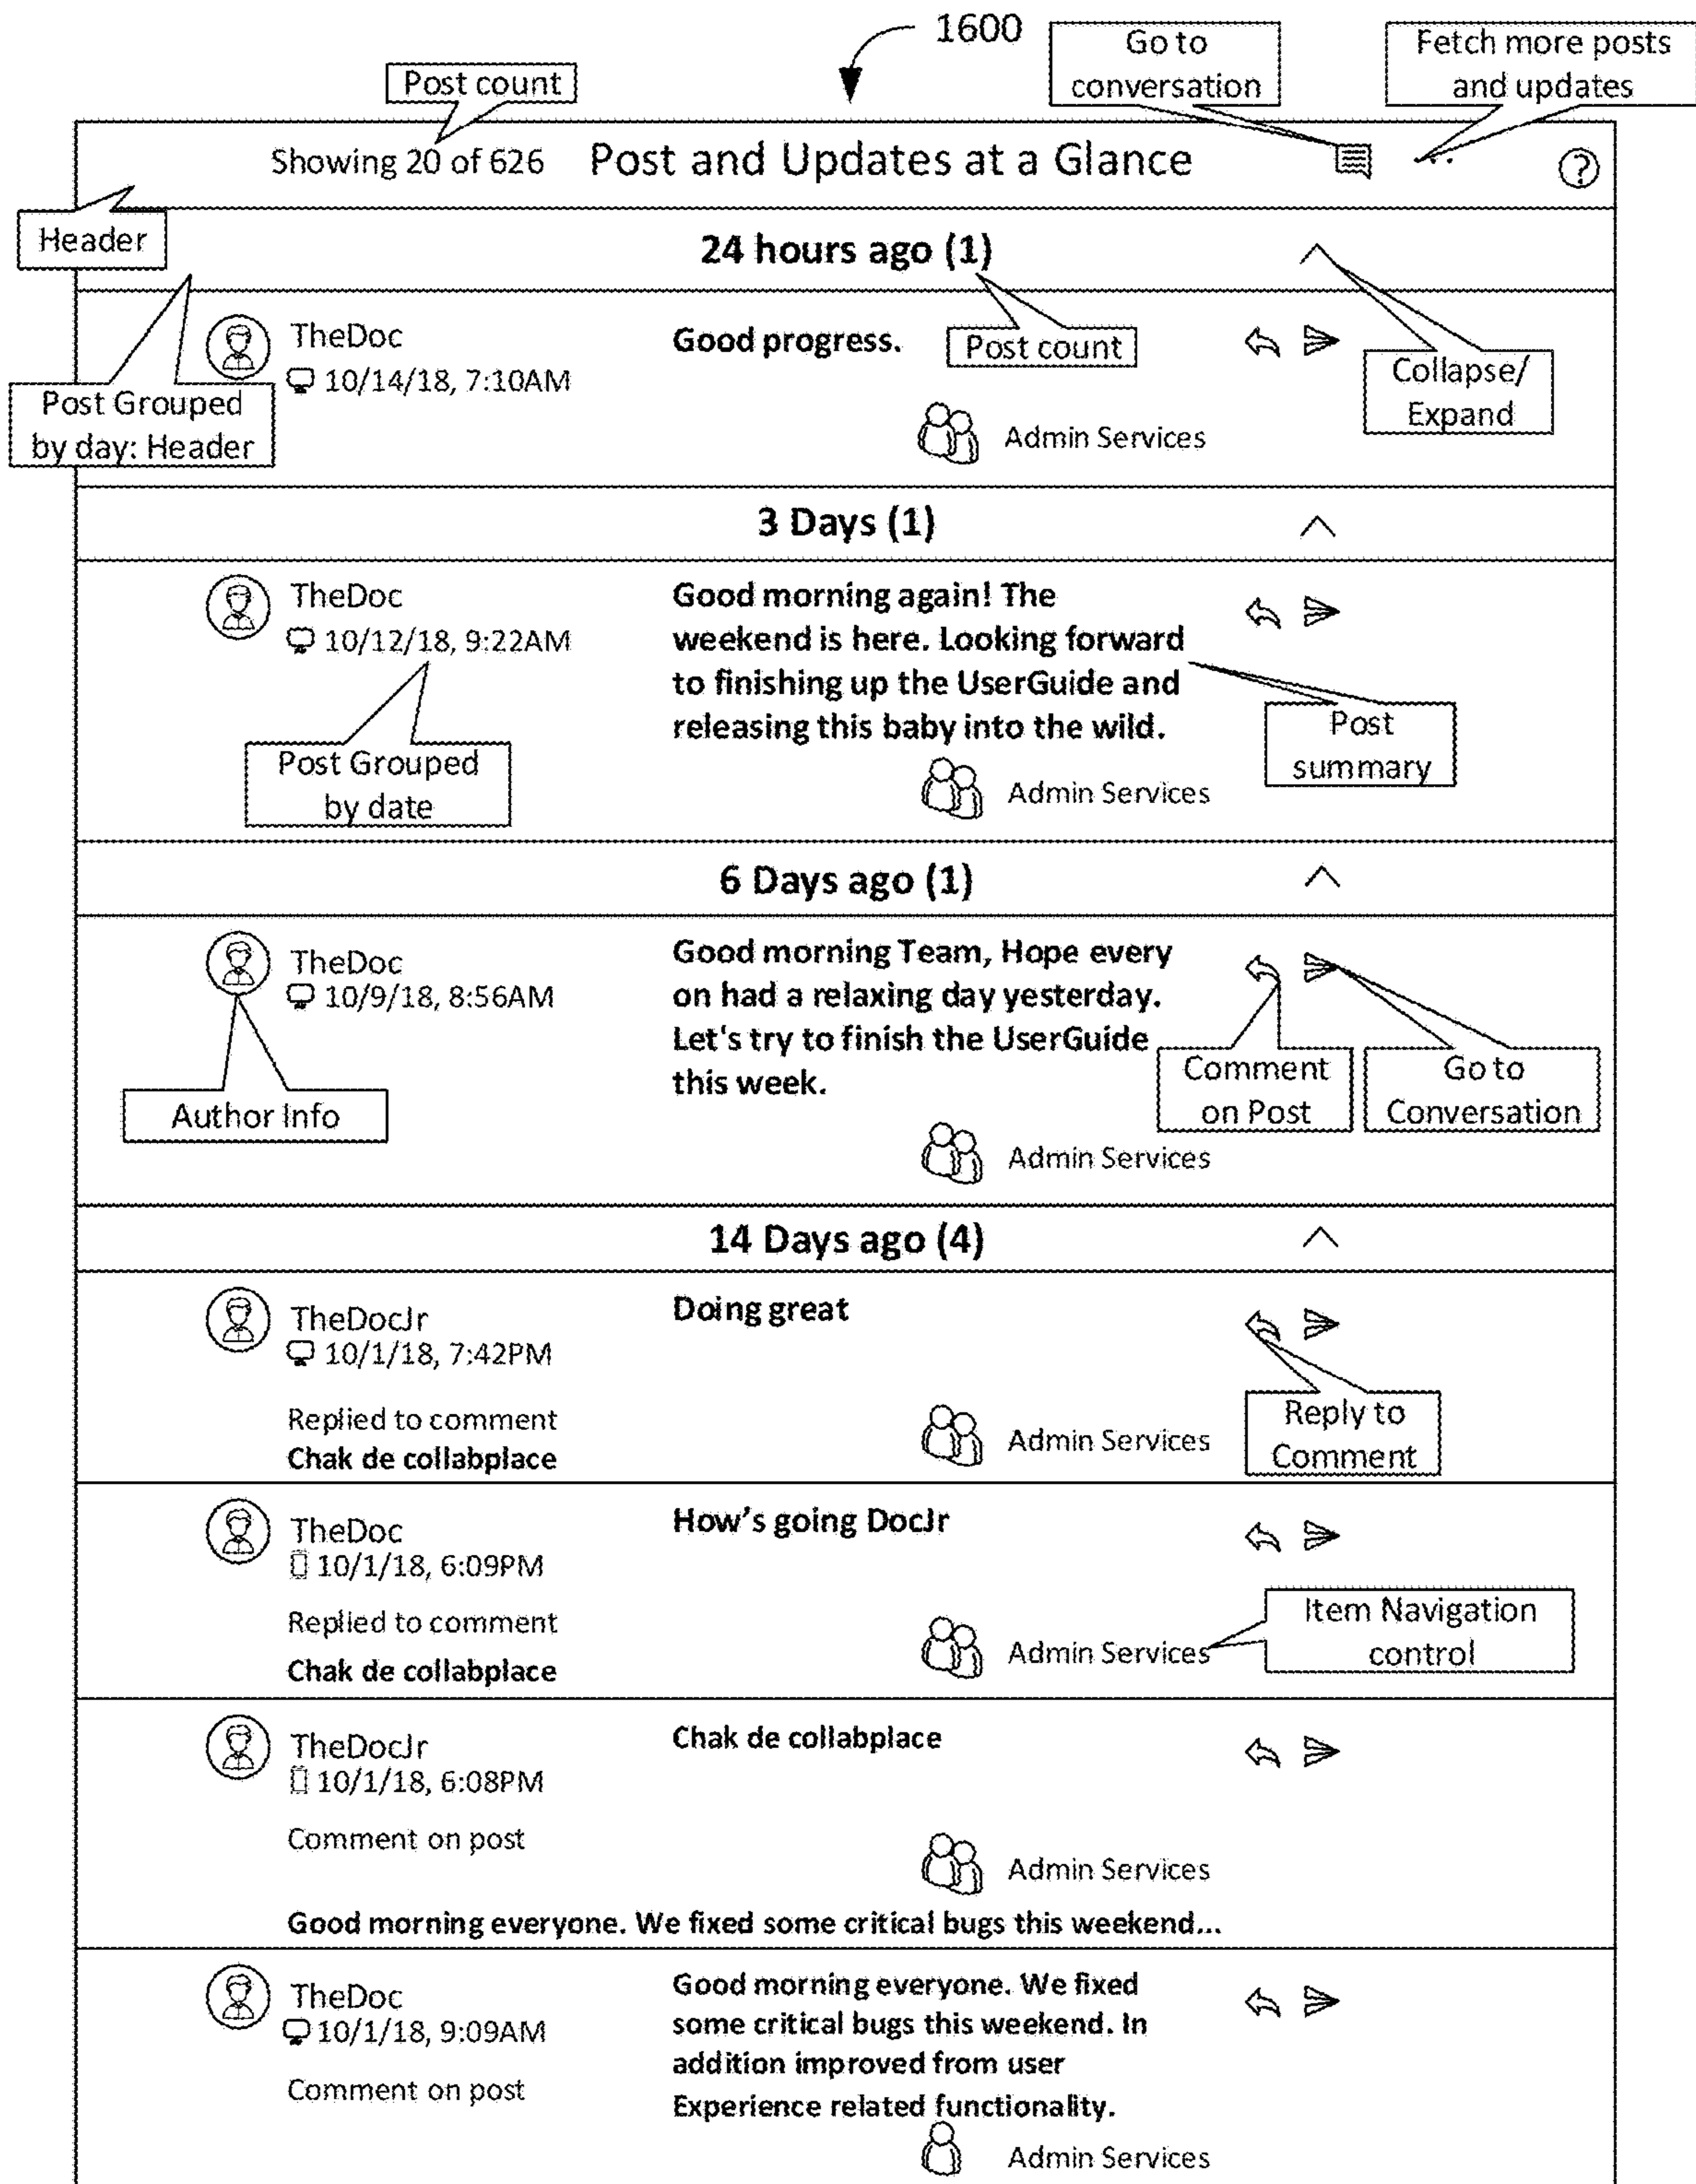 1600
Go to
conversation
Fetch more posts
and updates
Post count
Showing 20 of 626
Post and Updates at a Glance
?
Header
24 hours ago (1)
TheDoc
10/14/18, 7:10AM
Good progress.
Post count
Collapse/
Expand
Post Grouped
by day: Header
Admin Services
3 Days (1)
TheDoc
10/12/18, 9:22AM
Good morning again! The
weekend is here. Looking forward
to finishing up the UserGuide and
releasing this baby into the wild.
Post
summary
Post Grouped
by date
Admin Services
6 Days ago (1)
TheDoc
10/9/18, 8:56AM
Good morning Team, Hope every
on had a relaxing day yesterday.
Let's try to finish the UserGuide
this week.
Comment
on Post
Go to
Conversation
Author Info
Admin Services
14 Days ago (4)
TheDocJr
10/1/18, 7:42PM
Doing great
Replied to comment
Chak de collabplace
Admin Services
Reply to
Comment
TheDoc
10/1/18, 6:09PM
How's going DocJr
Replied to comment
Chak de collabplace
Admin Services
Item Navigation
control
TheDocJr
10/1/18, 6:08PM
Chak de collabplace
Comment on post
Admin Services
Good morning everyone. We fixed some critical bugs this weekend...
TheDoc
10/1/18, 9:09AM
Comment on post
Good morning everyone. We fixed
some critical bugs this weekend. In
addition improved from user
Experience related functionality.
Admin Services